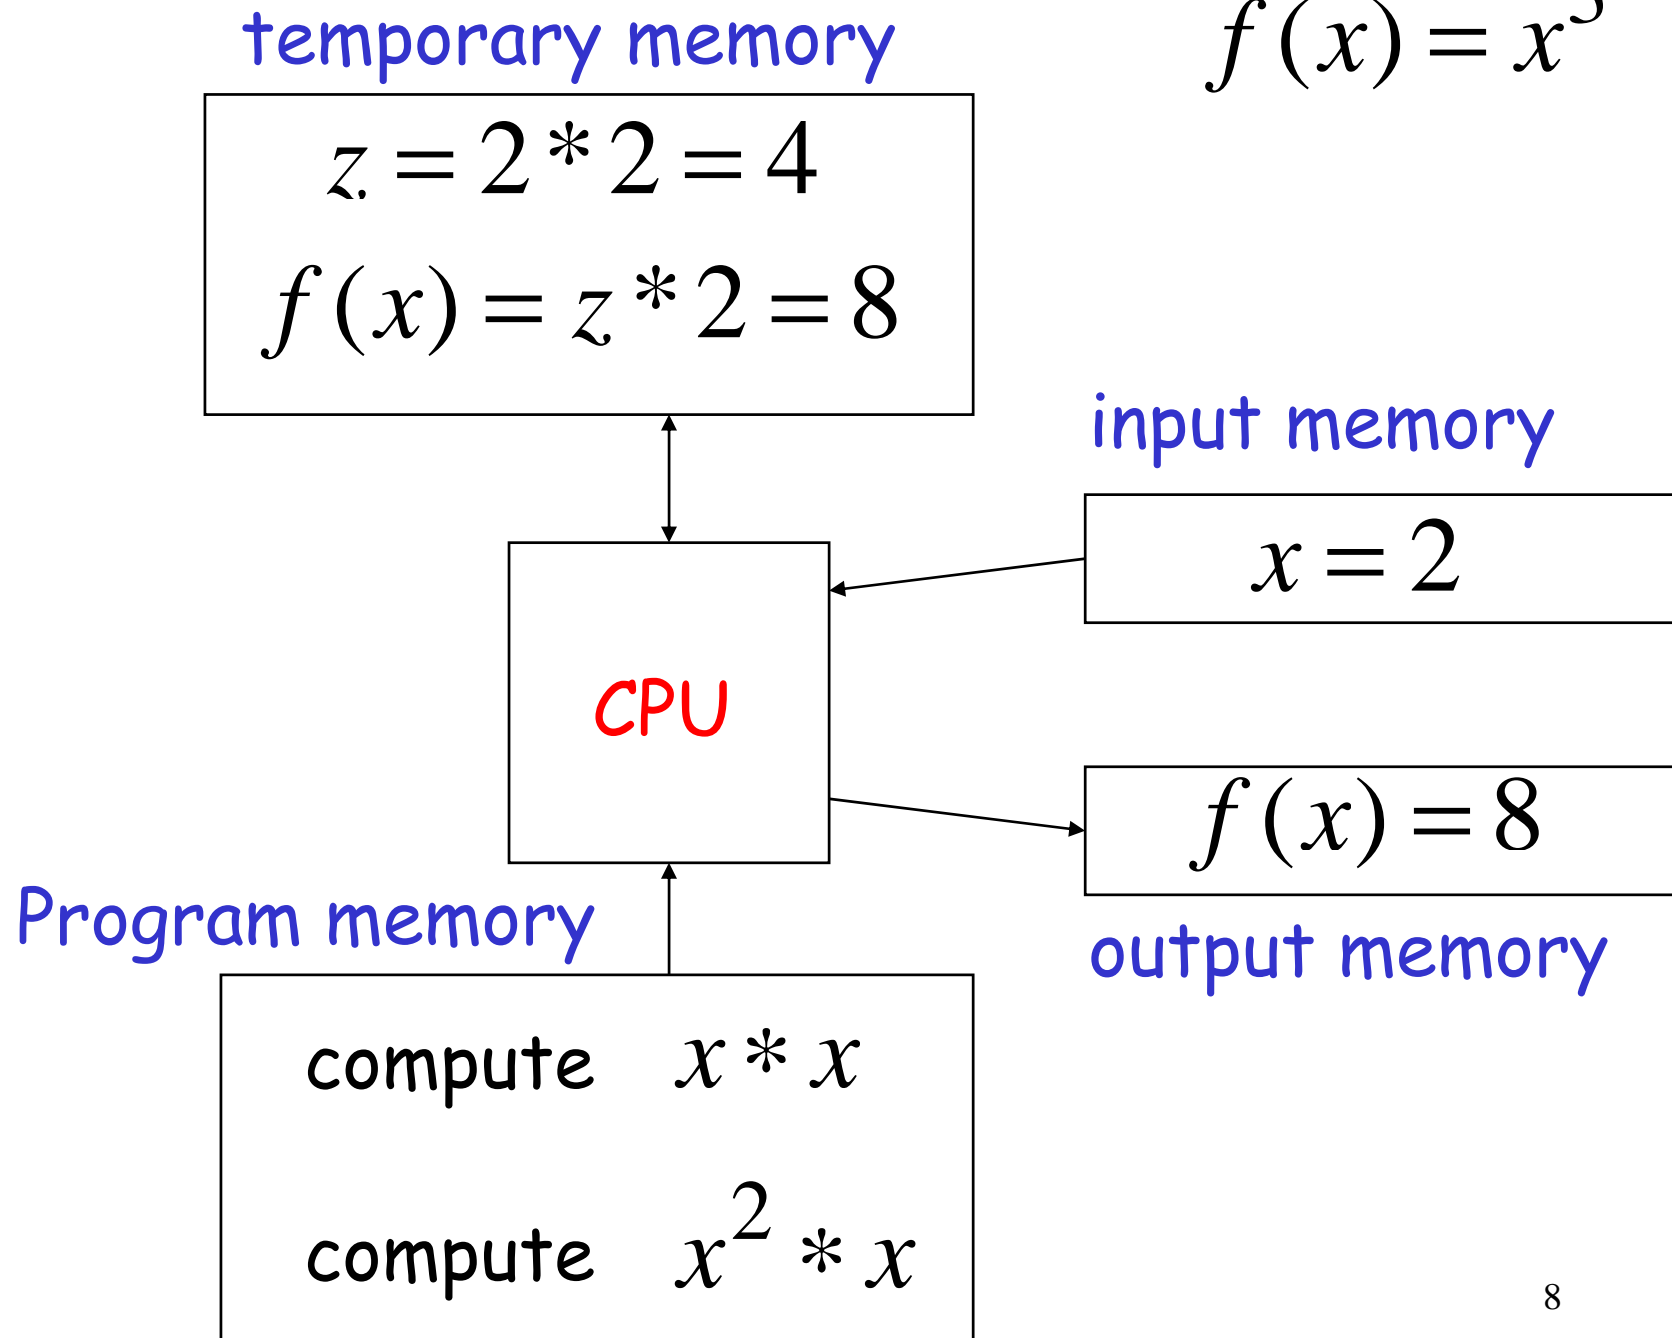 temporary memory
f(x) = x³
z = 2 * 2 = 4
f(x) = z * 2 = 8
input memory
x = 2
CPU
f(x) = 8
Program memory
output memory
compute x * x
compute x² * x
8